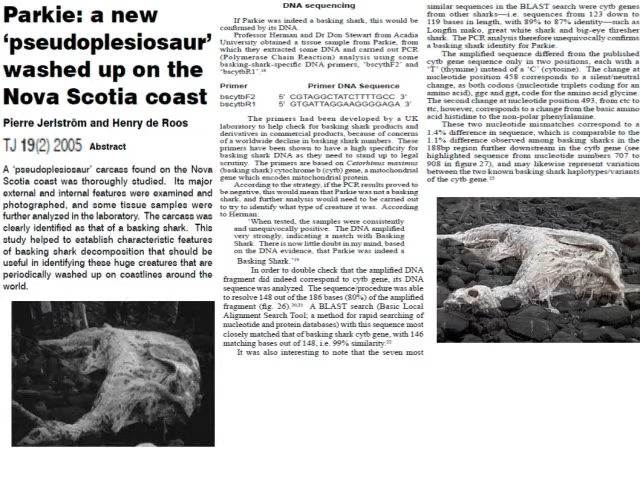 Parkie: a new
‘pseudoplesiosaur’
washed up on the
Nova Scotia coast
Pierre Jerlström and Henry de Roos
TJ 19(2) 2005 Abstract
A ‘pseudoplesiosaur’ carcass found on the Nova
Scotia coast was thoroughly studied. Its major
external and internal features were examined and
photographed, and some tissue samples were
further analyzed in the laboratory. The carcass was
clearly identified as that of a basking shark. This
study helped to establish characteristic features
of basking shark decomposition that should be
useful in identifying these huge creatures that are
periodically washed up on coastlines around the
world.
DNA sequencing
If Parkie was indeed a basking shark, this would be
confirmed by its DNA.
Professor Herman and Dr Don Stewart from Acadia
University obtained a tissue sample from Parkie, from
which they extracted some DNA and carried out PCR
(Polymerase Chain Reaction) analysis using some
basking-shark-specific DNA primers, ‘bscythF2’ and
‘bscythR1’.
Primer Primer DNA Sequence
bscytbF2 5’ CGTAGGCTATCTTTTGCC 3’
bscytbR1 5’ GTGATTAGGAAGGGGAGA 3’
The primers had been developed by a UK
laboratory to help check for basking shark products and
derivatives in commercial products, because of concerns
of a worldwide decline in basking shark numbers. These
primers have been shown to have a high specificity for
basking shark DNA as they need to stand up to legal
scrutiny. The primers are based on Cetorhinus maximus
(basking shark) cytochrome b (cytb) gene, a mitochondrial
gene which encodes mitochondrial protein.
According to the strategy, if the PCR results proved to
be negative, this would mean that Parkie was not a basking
shark, and further analysis would need to be carried out
to try to identify what type of creature it was. According
to Herman:
‘When tested, the samples were consistently
and unequivocally positive. The DNA amplified
very strongly, indicating a match with Basking
Shark. There is now little doubt in my mind, based
on the DNA evidence, that Parkie was indeed a
Basking Shark.’
In order to double check that the amplified DNA
fragment did indeed correspond to cytb gene, its DNA
sequence was analyzed. The sequence/procedure was able
to resolve 148 out of the 186 bases (80%) of the amplified
fragment (fig. 26). A BLAST search (Basic Local
Alignment Search Tool; a method for rapid searching of
nucleotide and protein databases) with this sequence most
closely matched that of basking shark cytb gene, with 146
matching bases out of 148, i.e. 99% similarity.
It was also interesting to note that the seven most
similar sequences in the BLAST search were cytb genes
from other sharks—i.e. sequences from 123 down to
119 bases in length, with 89% to 87% identity—such as
Longfin mako, great white shark and big-eye thresher
shark. The PCR analysis therefore unequivocally confirms
a basking shark identity for Parkie.
The amplified sequence differed from the published
cytb gene sequence only in two positions, each with a
‘T’ (thymine) instead of ‘C’ (cytosine). The change at
nucleotide position 458 corresponds to a silent/neutral
change, as both codons (nucleotide triplets coding for an
amino acid), ggc and ggt, code for the amino acid glycine.
The second change at nucleotide position 493, from ctc to
ttc, however, corresponds to a change from the basic amino
acid histidine to the non-polar phenylalanine.
These two nucleotide mismatches correspond to a
1.4% difference in sequence, which is comparable to the
1.1% difference observed among basking sharks in the
188bp region further downstream in the cytb gene (see
highlighted sequence from nucleotide numbers 707 to
908 in figure 27), and may likewise represent variation
between the two known basking shark haplotypes/variants
of the cytb gene.